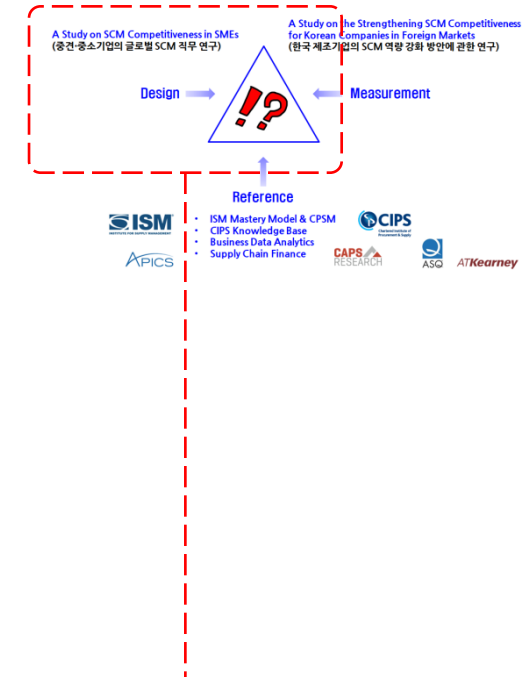 A Study on SCM Competitiveness in SMEs
(중견·중소기업의 글로벌 SCM 직무 연구)
A Study on the Strengthening SCM Competitiveness
for Korean Companies in Foreign Markets
(한국 제조기업의 SCM 역량 강화 방안에 관한 연구)
Design
!?
Measurement
Reference
• ISM Mastery Model & CPSM
• CIPS Knowledge Base
• Business Data Analytics
• Supply Chain Finance
ISM
INSTITUTE FOR SUPPLY MANAGEMENT
APICS
CIPS
Chartered Institute of
Procurement & Supply
CAPS
RESEARCH
ASQ
ATKearney